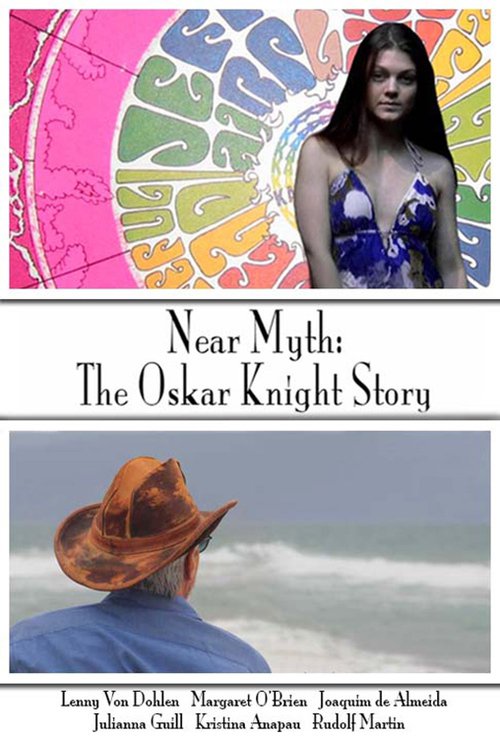 Near Myth:
The Oskar Knight Story
Lenny Von Dohlen Margaret O'Brien Joaquim de Almeida
Julianna Guill Kristina Anapau Rudolf Martin